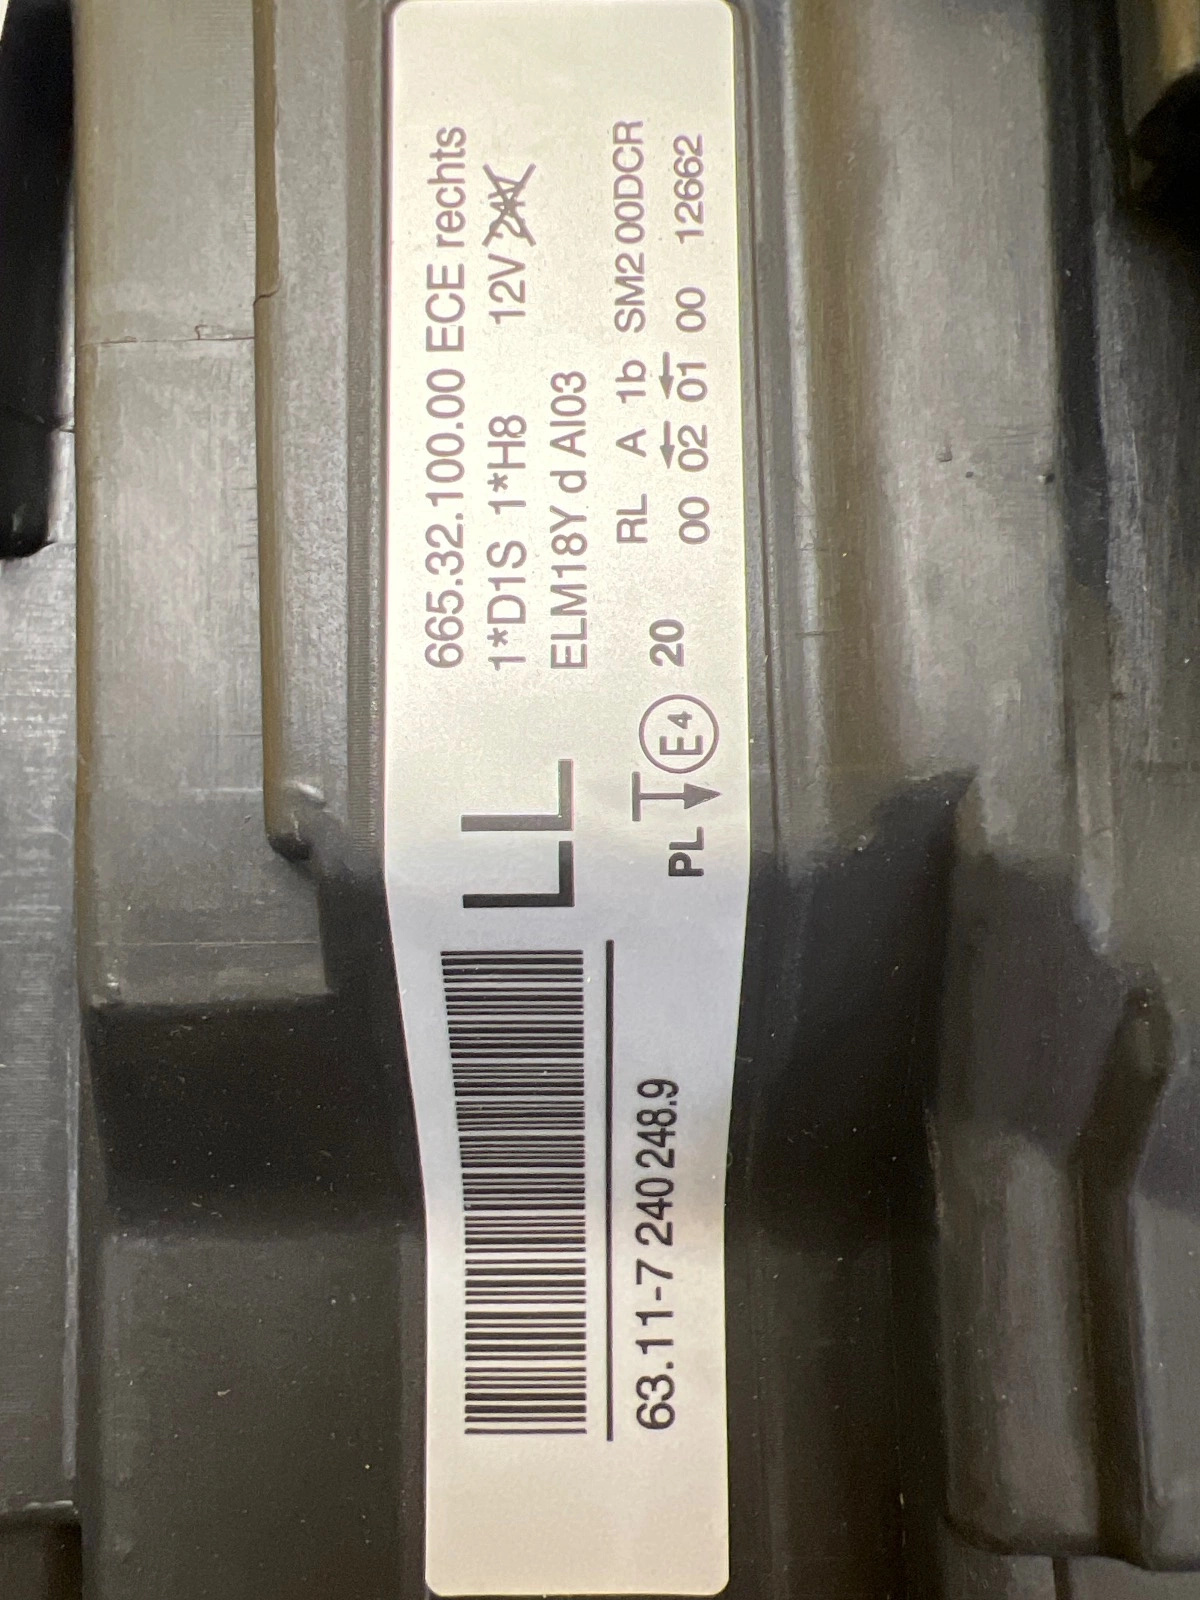 665.32.100.00 ECE rechts
1*D1S 1*H8 12V 24V
ELM18Y d AI03
LL
RL A 1b SM2 00DCR
PL E4 20 00 02 01 00 12662
63.11-7 240 248.9